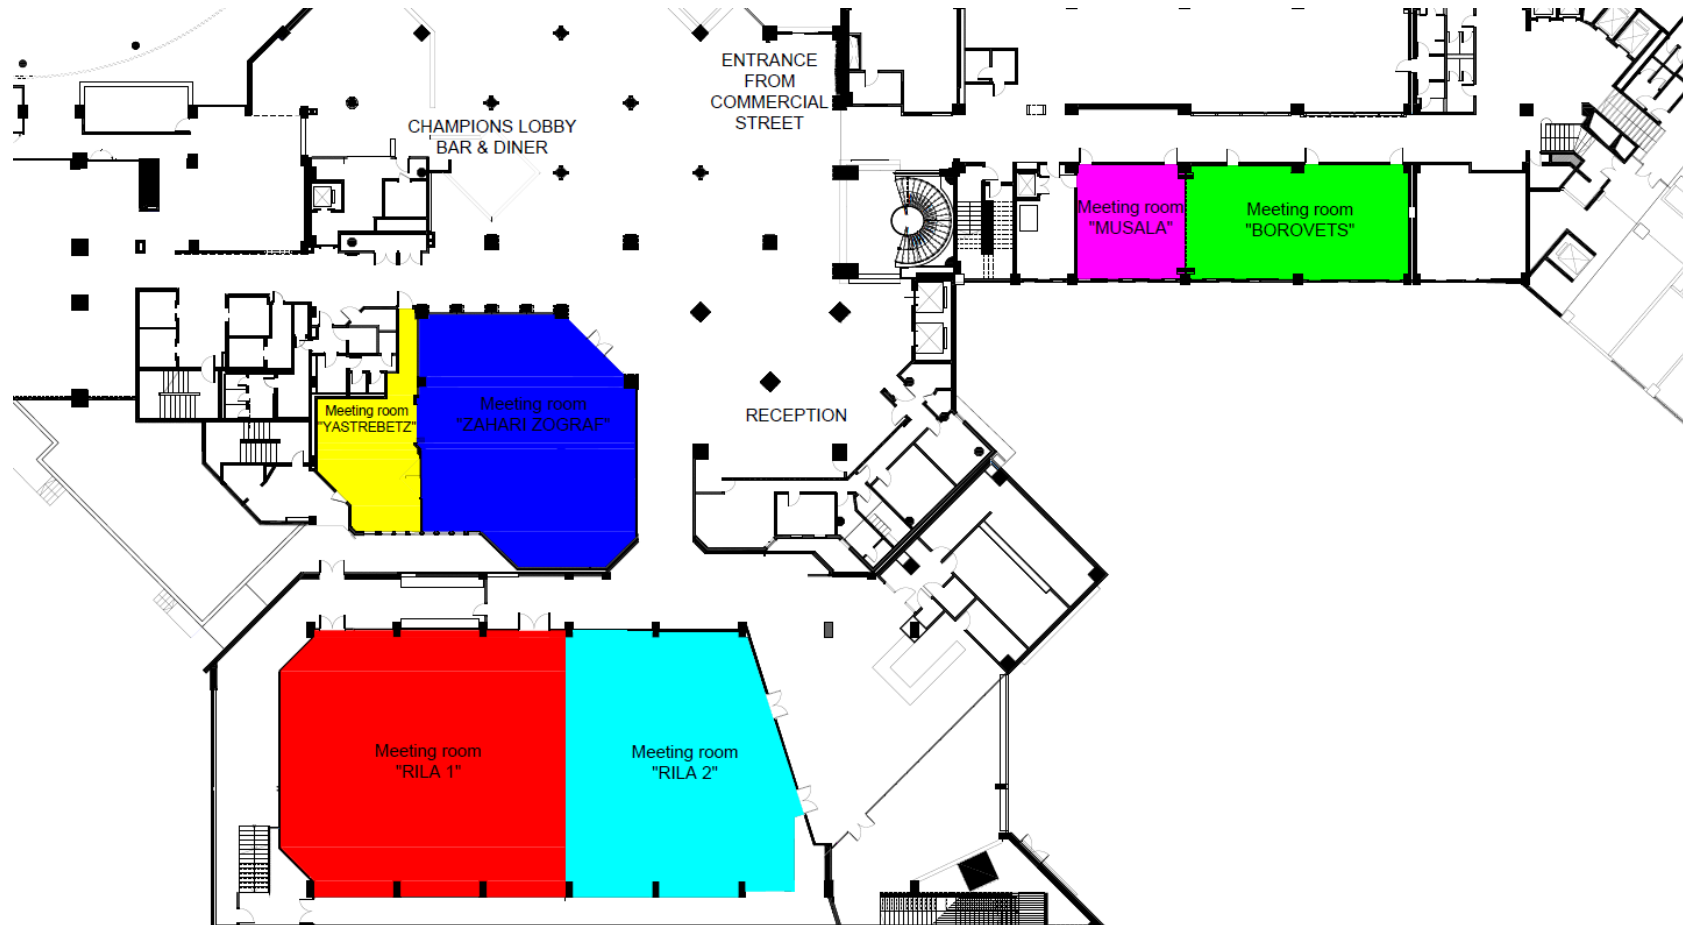 ENTRANCE
FROM
COMMERCIAL
STREET
CHAMPIONS LOBBY
BAR & DINER
Meeting room
"MUSALA"
Meeting room
"BOROVETS"
Meeting room
"YASTREBETZ"
Meeting room
"ZAHARI ZOGRAF"
RECEPTION
Meeting room
"RILA 1"
Meeting room
"RILA 2"